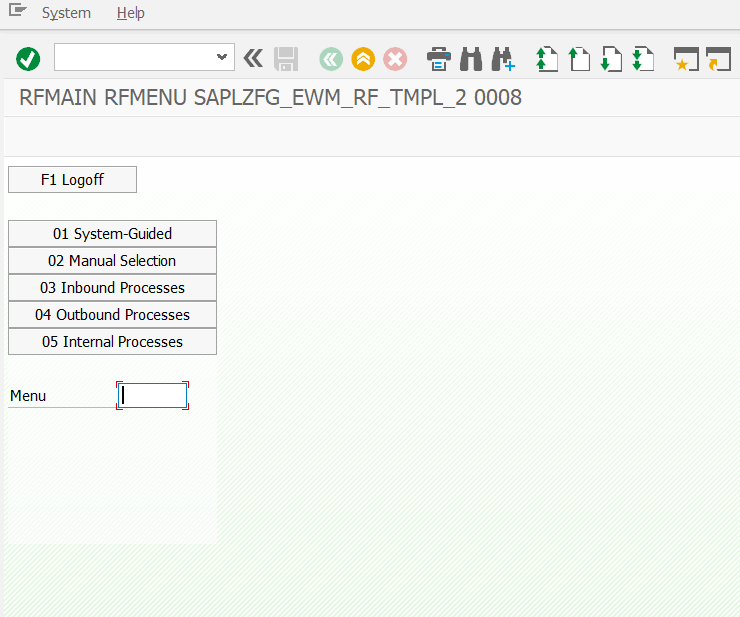 System Help
RFMAIN RFMENU SAPLZFG_EWM_RF_TMPL_2 0008
F1 Logoff
01 System-Guided
02 Manual Selection
03 Inbound Processes
04 Outbound Processes
05 Internal Processes
Menu